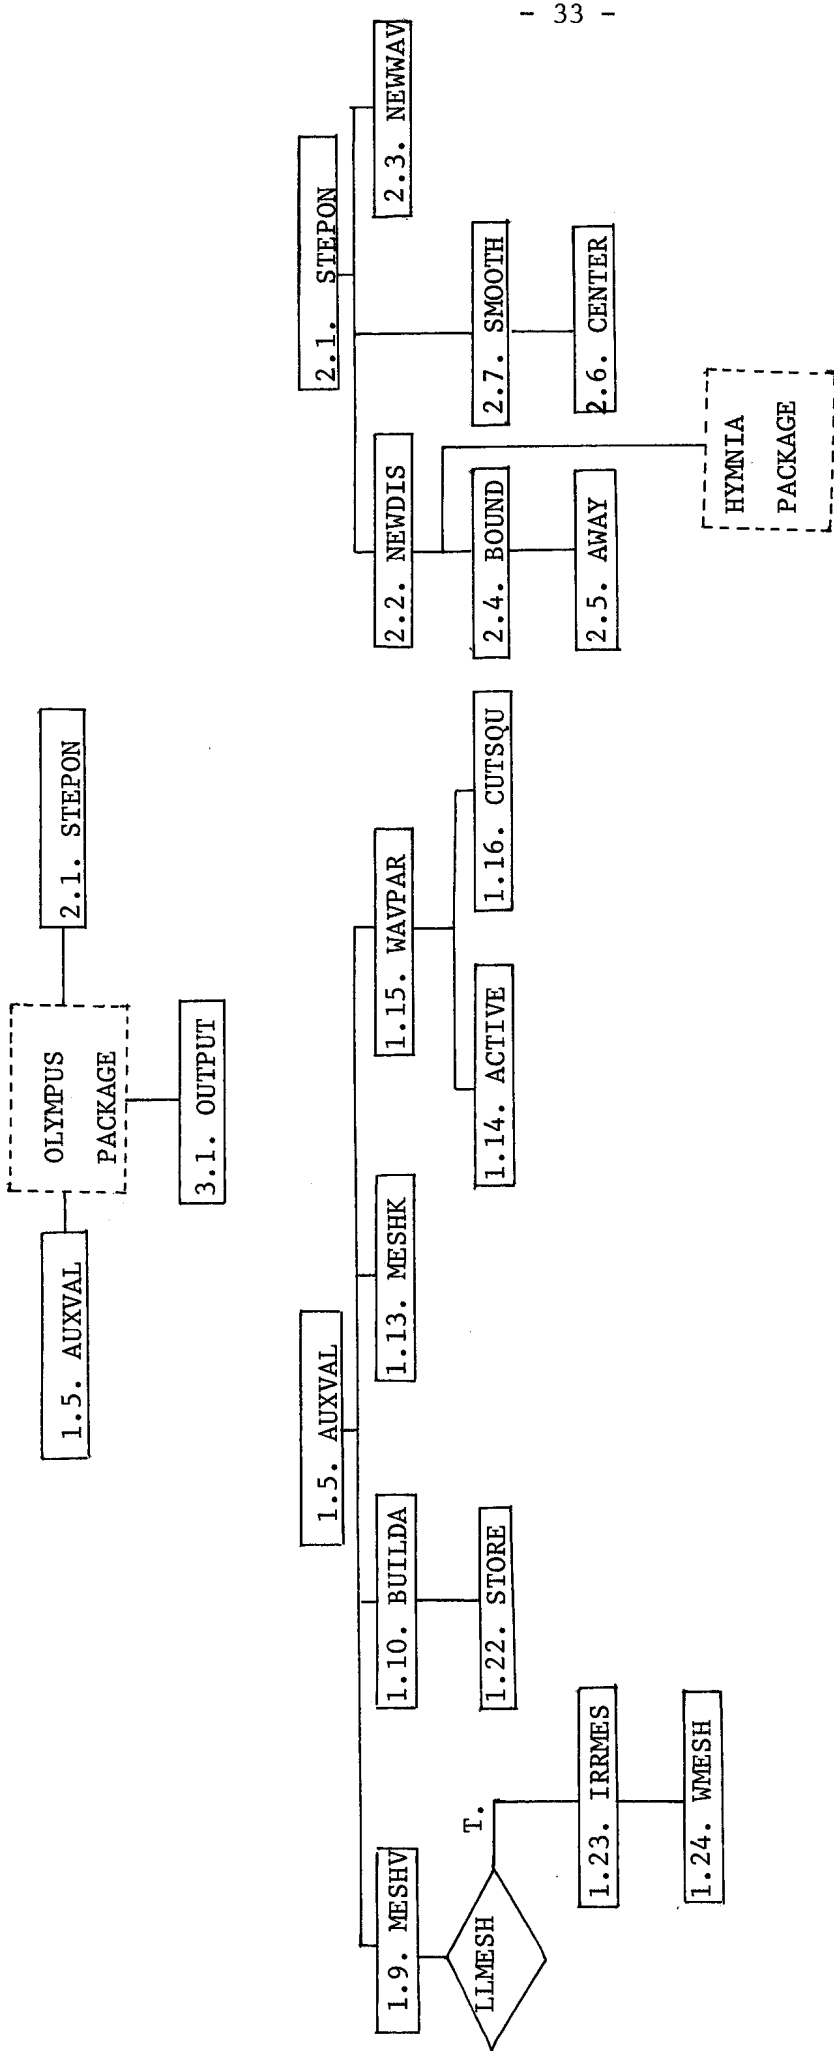 - 33 -
OLYMPUS
PACKAGE
1.5. AUXVAL
2.1. STEPON
3.1. OUTPUT
1.5. AUXVAL
1.9. MESHV
1.10. BUILDA
1.13. MESHK
1.15. WAVPAR
LLMESH
T.
1.22. STORE
1.14. ACTIVE
1.16. CUTSQU
1.23. IRRMES
1.24. WMESH
2.1. STEPON
2.2. NEWDIS
2.3. NEWWAV
2.4. BOUND
2.7. SMOOTH
2.5. AWAY
2.6. CENTER
HYMNIA
PACKAGE